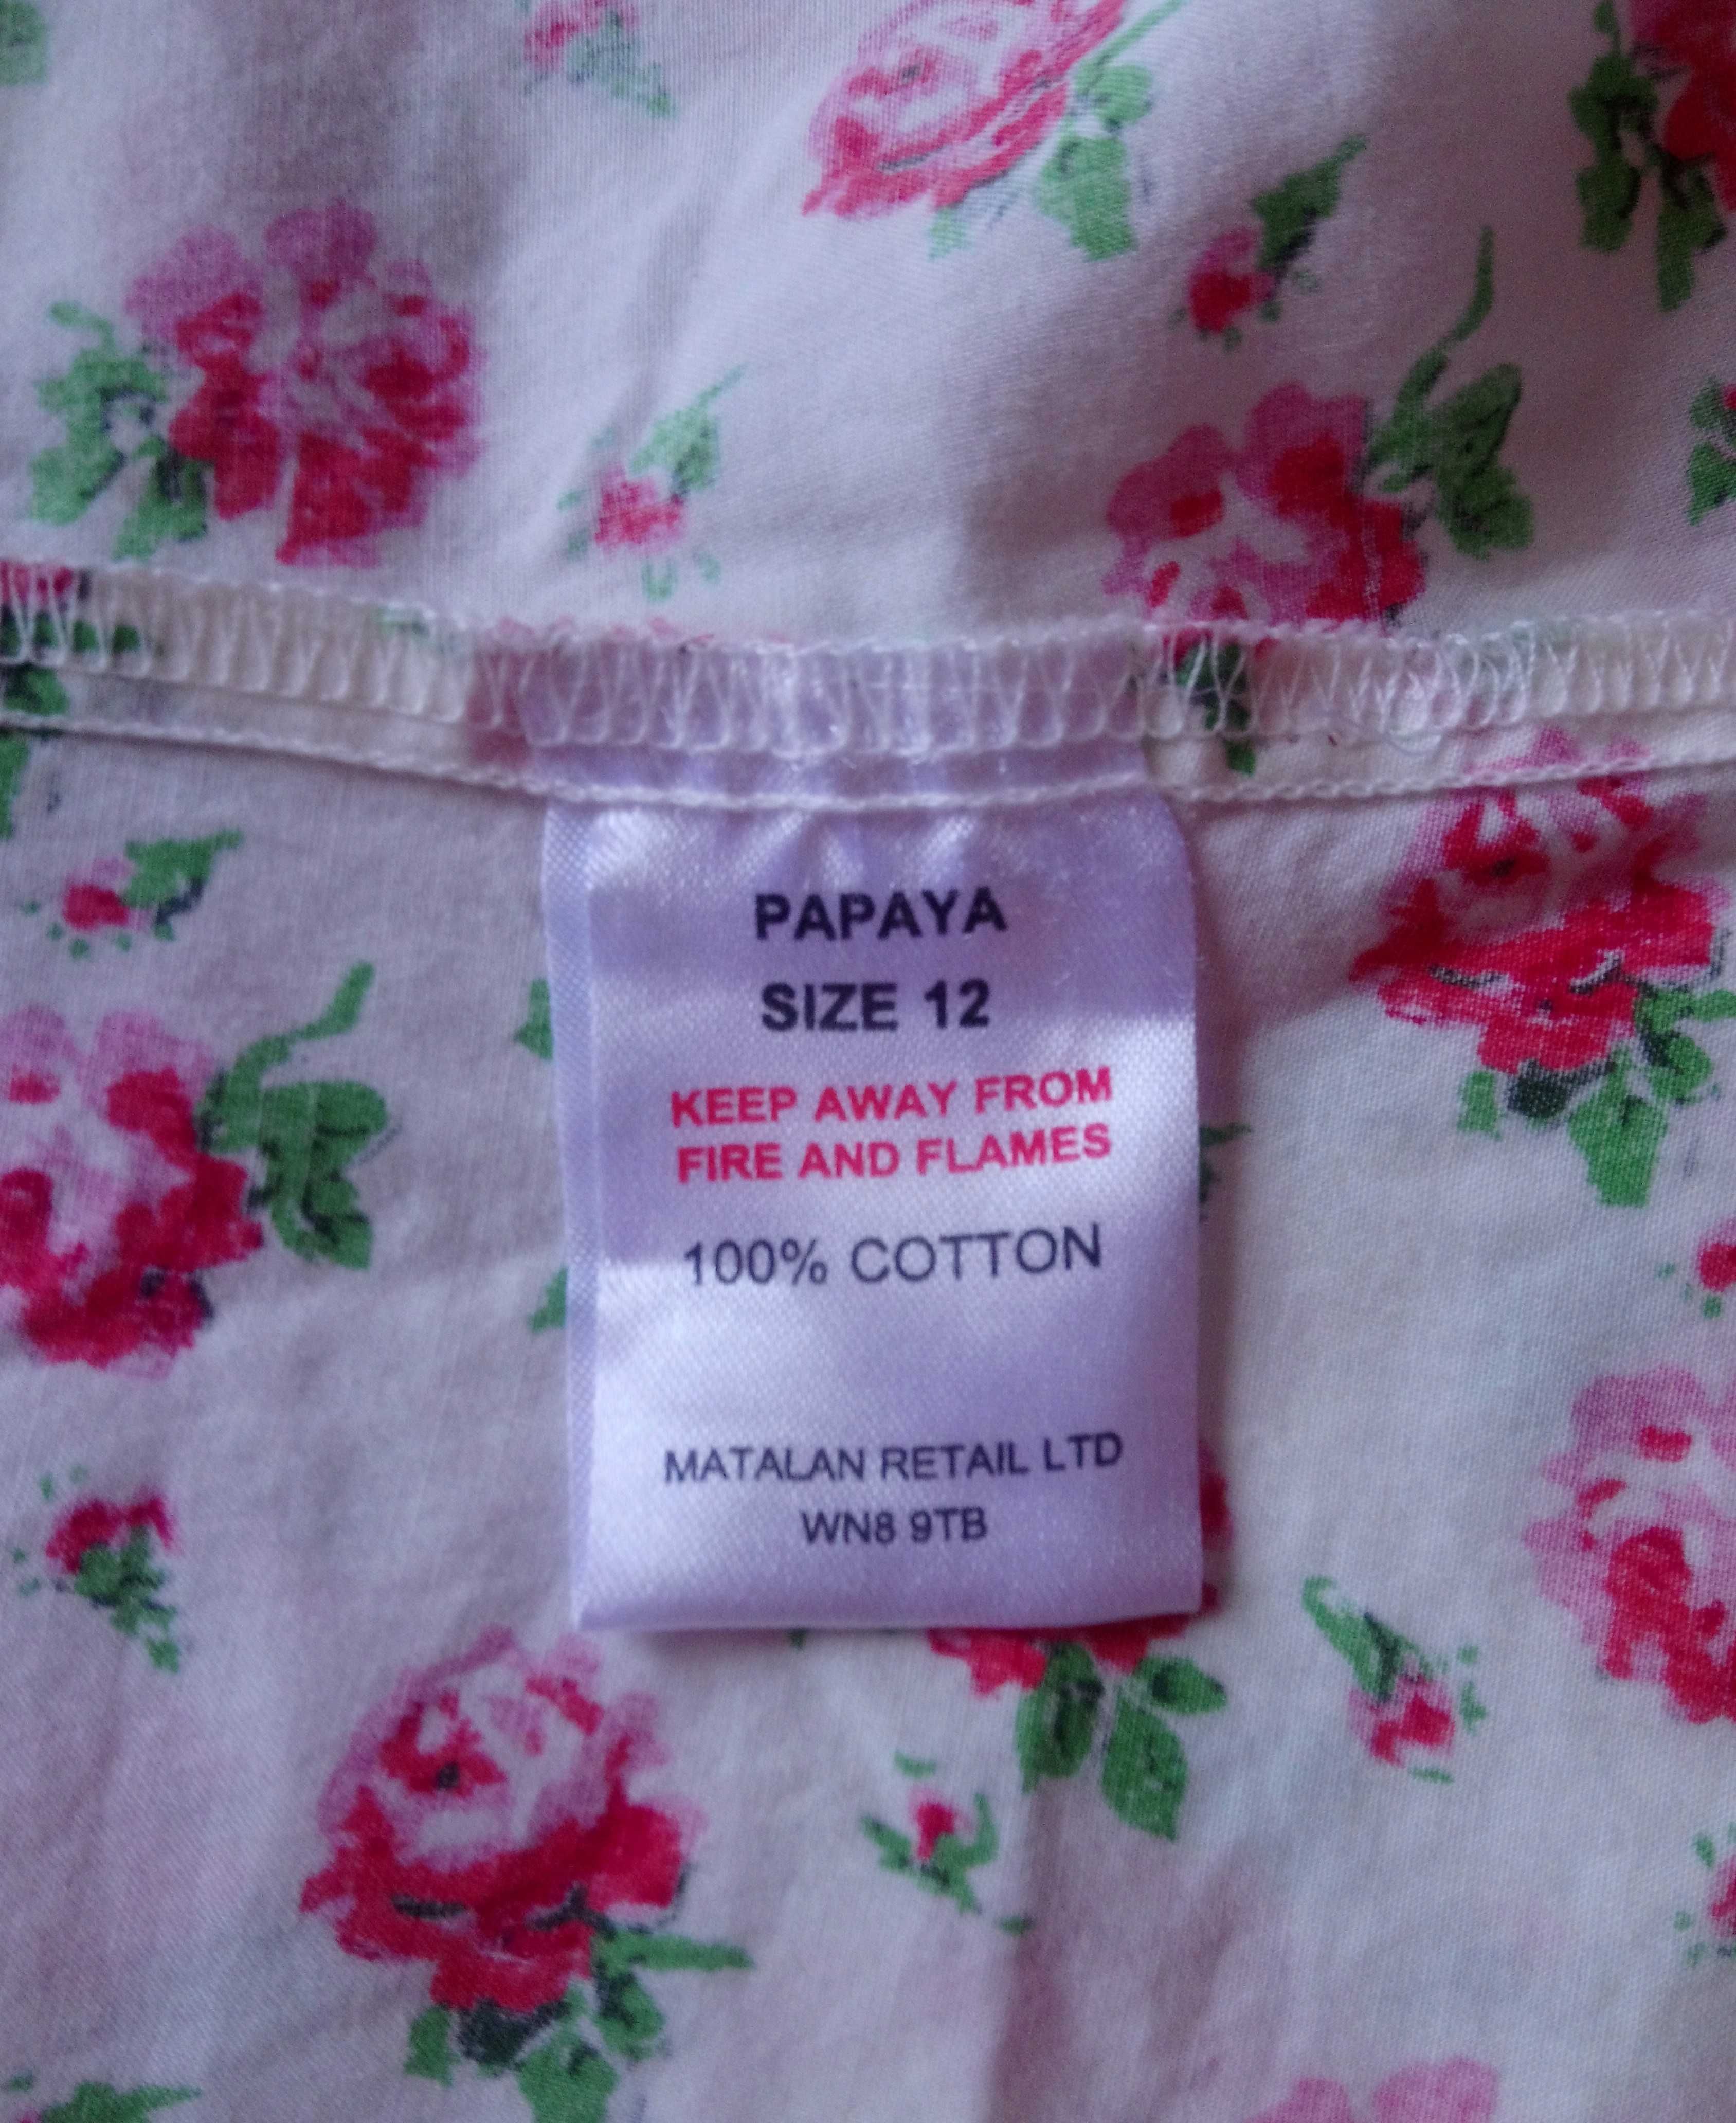 PAPAYA
SIZE 12
KEEP AWAY FROM
FIRE AND FLAMES
100% COTTON
MATALAN RETAIL LTD
WN8 9TB